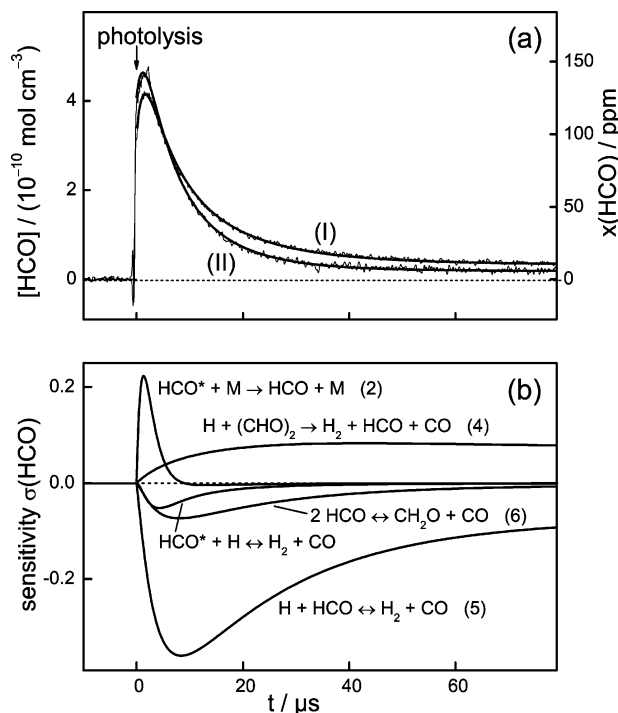 photolysis
(a)
[HCO] / (10⁻¹⁰ mol cm⁻³)
4
2
0
x(HCO) / ppm
150
100
50
0
(I)
(II)
(b)
sensitivity σ(HCO)
0.2
0.0
-0.2
HCO* + M → HCO + M (2)
H + (CHO)₂ → H₂ + HCO + CO (4)
2 HCO ↔ CH₂O + CO (6)
HCO* + H ↔ H₂ + CO
H + HCO ↔ H₂ + CO (5)
0 20 40 60
t / μs